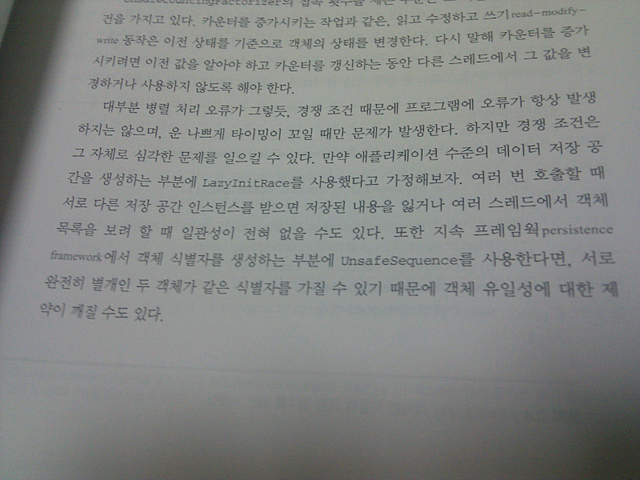 nsafeCountingFactorizer의 접속 횟수를 세는 부분은
건을 가지고 있다. 카운터를 증가시키는 작업과 같은, 읽고 수정하고 쓰기read-modify-
write 동작은 이전 상태를 기준으로 객체의 상태를 변경한다. 다시 말해 카운터를 증가
시키려면 이전 값을 알아야 하고 카운터를 갱신하는 동안 다른 스레드에서 그 값을 변
경하거나 사용하지 않도록 해야 한다.
대부분 병렬 처리 오류가 그렇듯, 경쟁 조건 때문에 프로그램에 오류가 항상 발생
하지는 않으며, 운 나쁘게 타이밍이 꼬일 때만 문제가 발생한다. 하지만 경쟁 조건은
그 자체로 심각한 문제를 일으킬 수 있다. 만약 애플리케이션 수준의 데이터 저장 공
간을 생성하는 부분에 LazyInitRace를 사용했다고 가정해보자. 여러 번 호출할 때
서로 다른 저장 공간 인스턴스를 받으면 저장된 내용을 잃거나 여러 스레드에서 객체
목록을 보려 할 때 일관성이 전혀 없을 수도 있다. 또한 지속 프레임웍persistence
framework에서 객체 식별자를 생성하는 부분에 UnsafeSequence를 사용한다면, 서로
완전히 별개인 두 객체가 같은 식별자를 가질 수 있기 때문에 객체 유일성에 대한 제
약이 깨질 수도 있다.